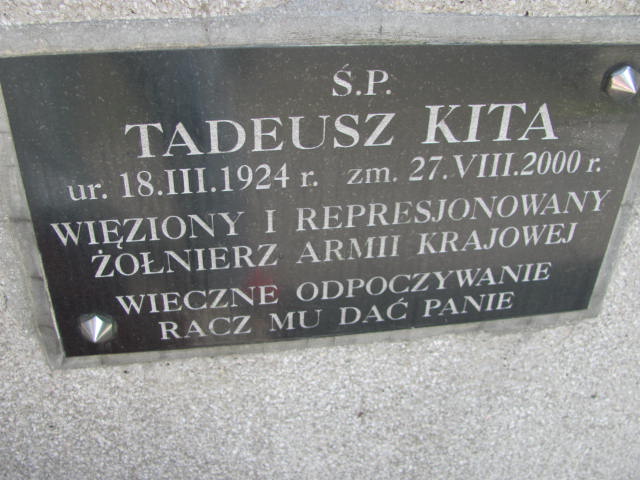 Ś.P.
TADEUSZ KITA
ur. 18.III.1924 r. zm. 27.VIII.2000 r.
WIĘZIONY I REPRESJONOWANY
ŻOŁNIERZ ARMII KRAJOWEJ
WIECZNE ODPOCZYWANIE
RACZ MU DAĆ PANIE